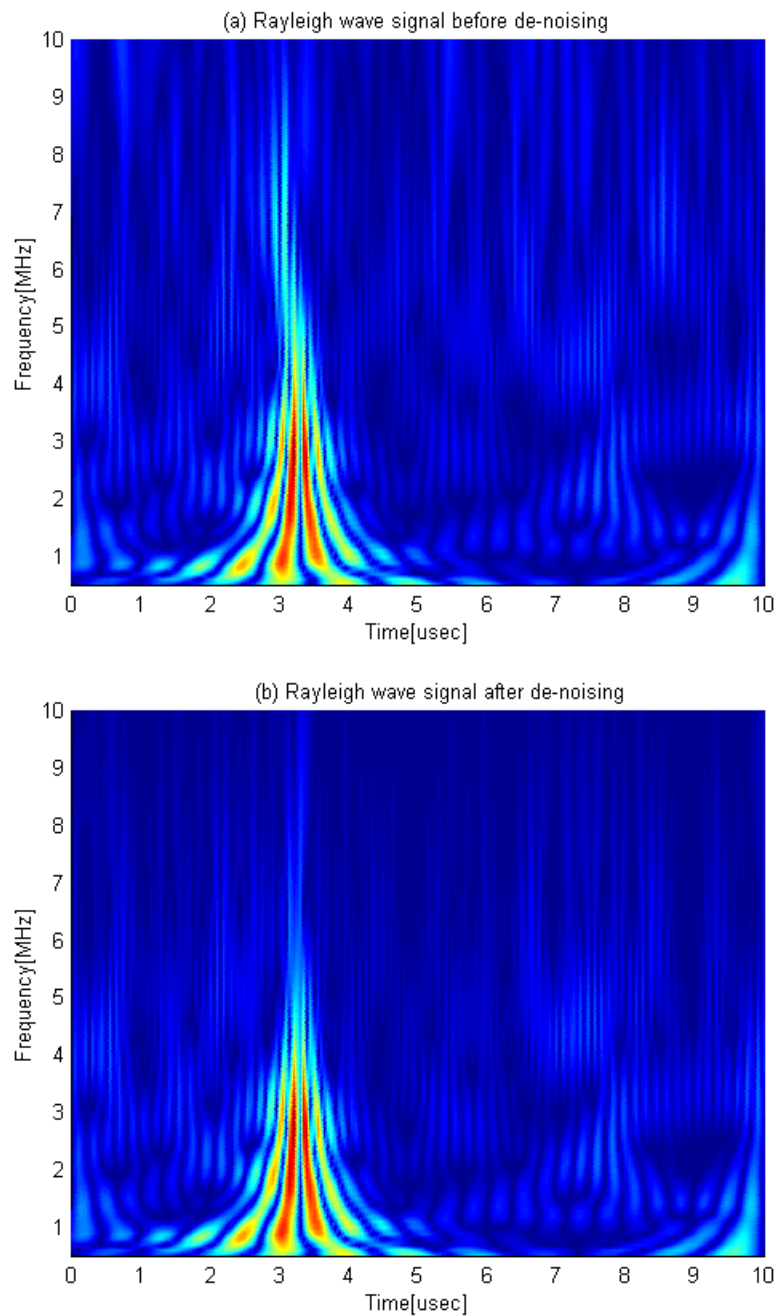 (a) Rayleigh wave signal before de-noising
10
9
8
7
6
5
4
3
2
1
Frequency[MHz]
0 1 2 3 4 5 6 7 8 9 10
Time[usec]
(b) Rayleigh wave signal after de-noising
10
9
8
7
6
5
4
3
2
1
Frequency[MHz]
0 1 2 3 4 5 6 7 8 9 10
Time[usec]